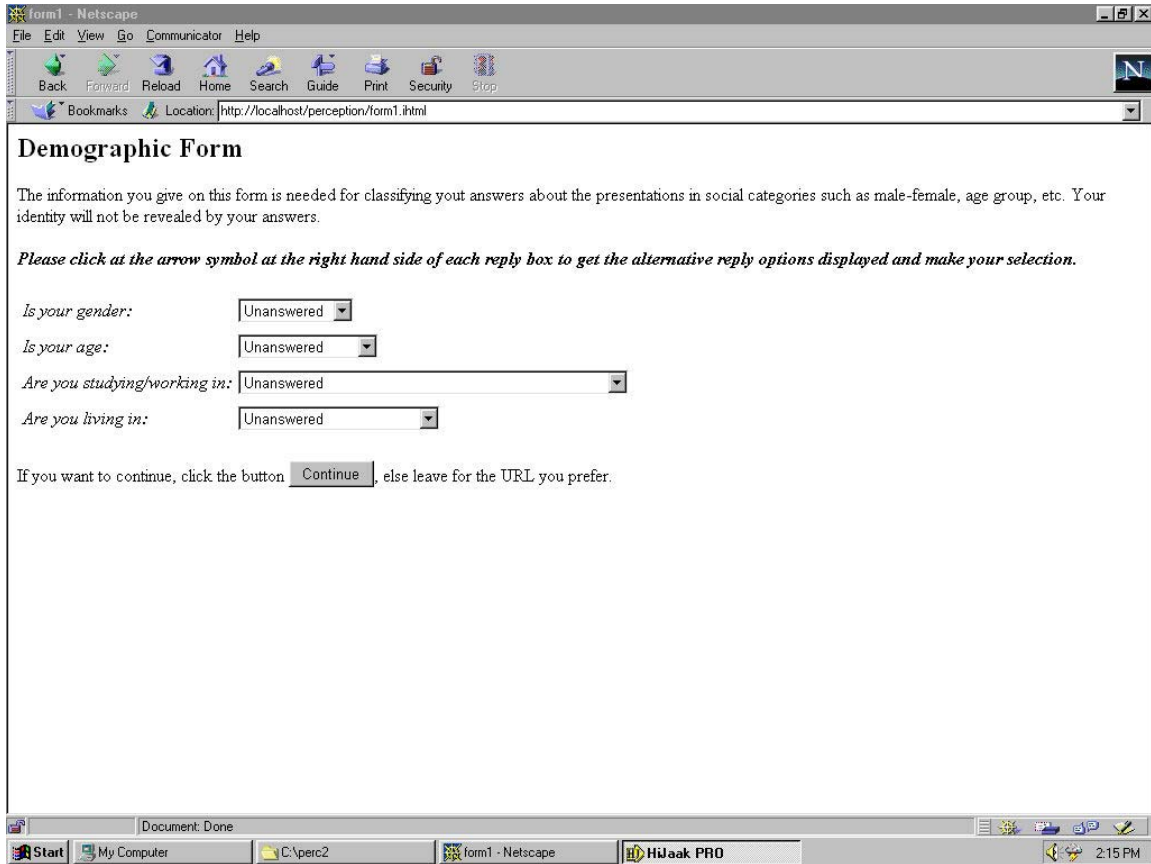 form1 - Netscape
File Edit View Go Communicator Help
Back Forward Reload Home Search Guide Print Security Stop
N
Bookmarks Location: http://localhost/perception/form1.ihtml
Demographic Form
The information you give on this form is needed for classifying yout answers about the presentations in social categories such as male-female, age group, etc. Your
identity will not be revealed by your answers.
Please click at the arrow symbol at the right hand side of each reply box to get the alternative reply options displayed and make your selection.
Is your gender: Unanswered
Is your age: Unanswered
Are you studying/working in: Unanswered
Are you living in: Unanswered
If you want to continue, click the button Continue , else leave for the URL you prefer.
Document: Done
Start My Computer C:\perc2 form1 - Netscape HiJaak PRO 2:15 PM